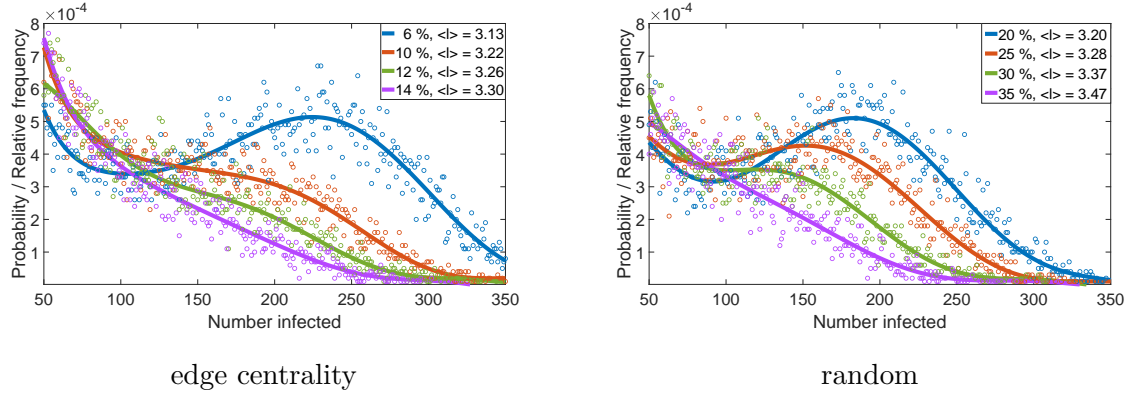 ×10⁻⁴
8
7
6
5
4
3
2
1
Probability / Relative frequency
6 %, <l> = 3.13
10 %, <l> = 3.22
12 %, <l> = 3.26
14 %, <l> = 3.30
50 100 150 200 250 300 350
Number infected
edge centrality
×10⁻⁴
8
7
6
5
4
3
2
1
Probability / Relative frequency
20 %, <l> = 3.20
25 %, <l> = 3.28
30 %, <l> = 3.37
35 %, <l> = 3.47
50 100 150 200 250 300 350
Number infected
random